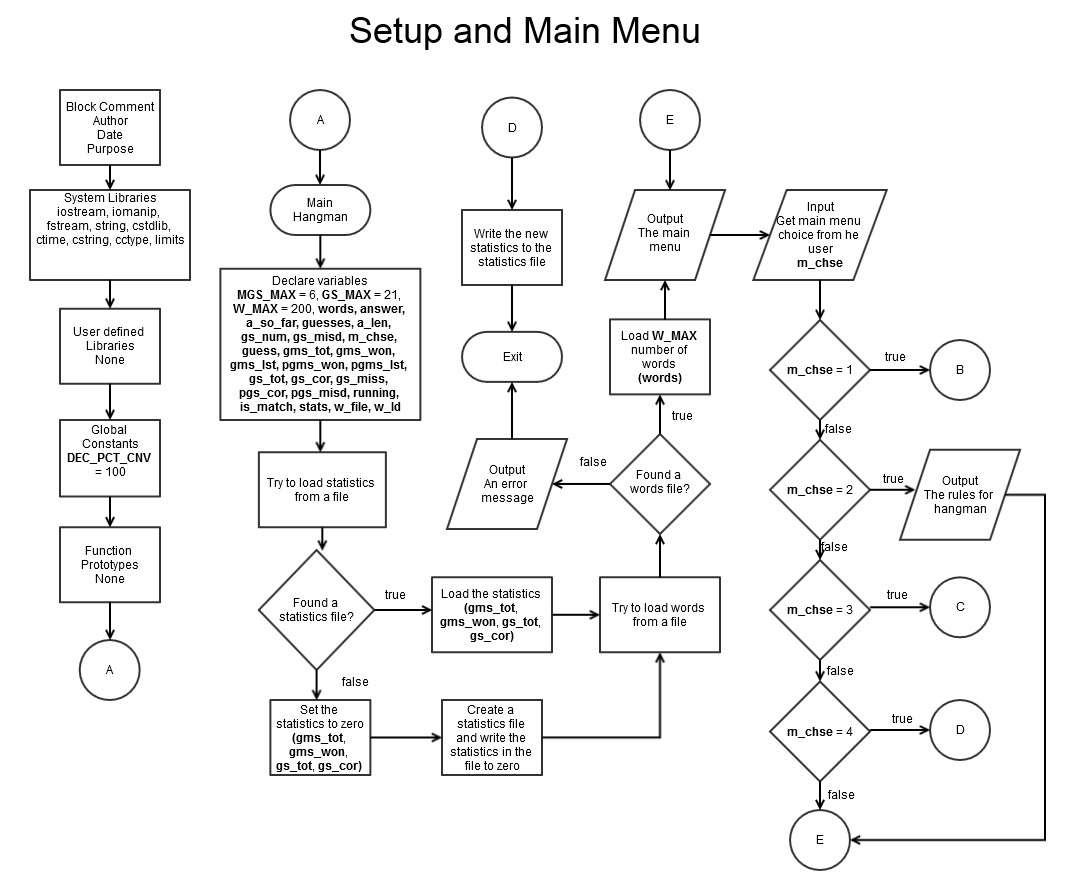 Setup and Main Menu
Block Comment
Author
Date
Purpose
System Libraries
iostream, iomanip,
fstream, string, cstdlib,
ctime, cstring, cctype, limits
User defined
Libraries
None
Global
Constants
DEC_PCT_CNV
= 100
Function
Prototypes
None
A
A
Main
Hangman
Declare variables
MGS_MAX = 6, GS_MAX = 21,
W_MAX = 200, words, answer,
a_so_far, guesses, a_len,
gs_num, gs_misd, m_chse,
guess, gms_tot, gms_won,
gms_lst, pgms_won, pgms_lst,
gs_tot, gs_cor, gs_miss,
pgs_cor, pgs_misd, running,
is_match, stats, w_file, w_ld
Try to load statistics
from a file
Found a
statistics file?
true
false
Load the statistics
(gms_tot,
gms_won, gs_tot,
gs_cor)
Set the
statistics to zero
(gms_tot,
gms_won,
gs_tot, gs_cor)
Create a
statistics file
and write the
statistics in the
file to zero
Try to load words
from a file
Found a
words file?
false
true
Output
An error
message
D
Write the new
statistics to the
statistics file
Exit
Load W_MAX
number of
words
(words)
E
Output
The main
menu
Input
Get main menu
choice from he
user
m_chse
m_chse = 1
true
B
false
m_chse = 2
true
Output
The rules for
hangman
false
m_chse = 3
true
C
false
m_chse = 4
true
D
false
E